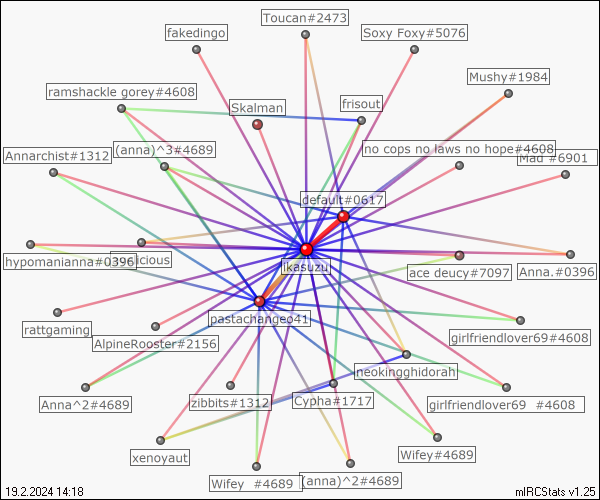 Toucan#2473
fakedingo
Soxy Foxy#5076
Mushy#1984
ramshackle gorey#4608
Skalman
frisout
Annarchist#1312
(anna)^3#4689
no cops no laws no hope#4608
Mad #6901
default#0617
hypomanianna#0396
icious
ikasuzu
ace deucy#7097
Anna.#0396
pastachangeo41
rattgaming
AlpineRooster#2156
girlfriendlover69#4608
neokingghidorah
Anna^2#4689
zibbits#1312
Cypha#1717
girlfriendlover69 #4608
xenoyaut
Wifey#4689
Wifey #4689
(anna)^2#4689
19.2.2024 14:18
mIRCStats v1.25